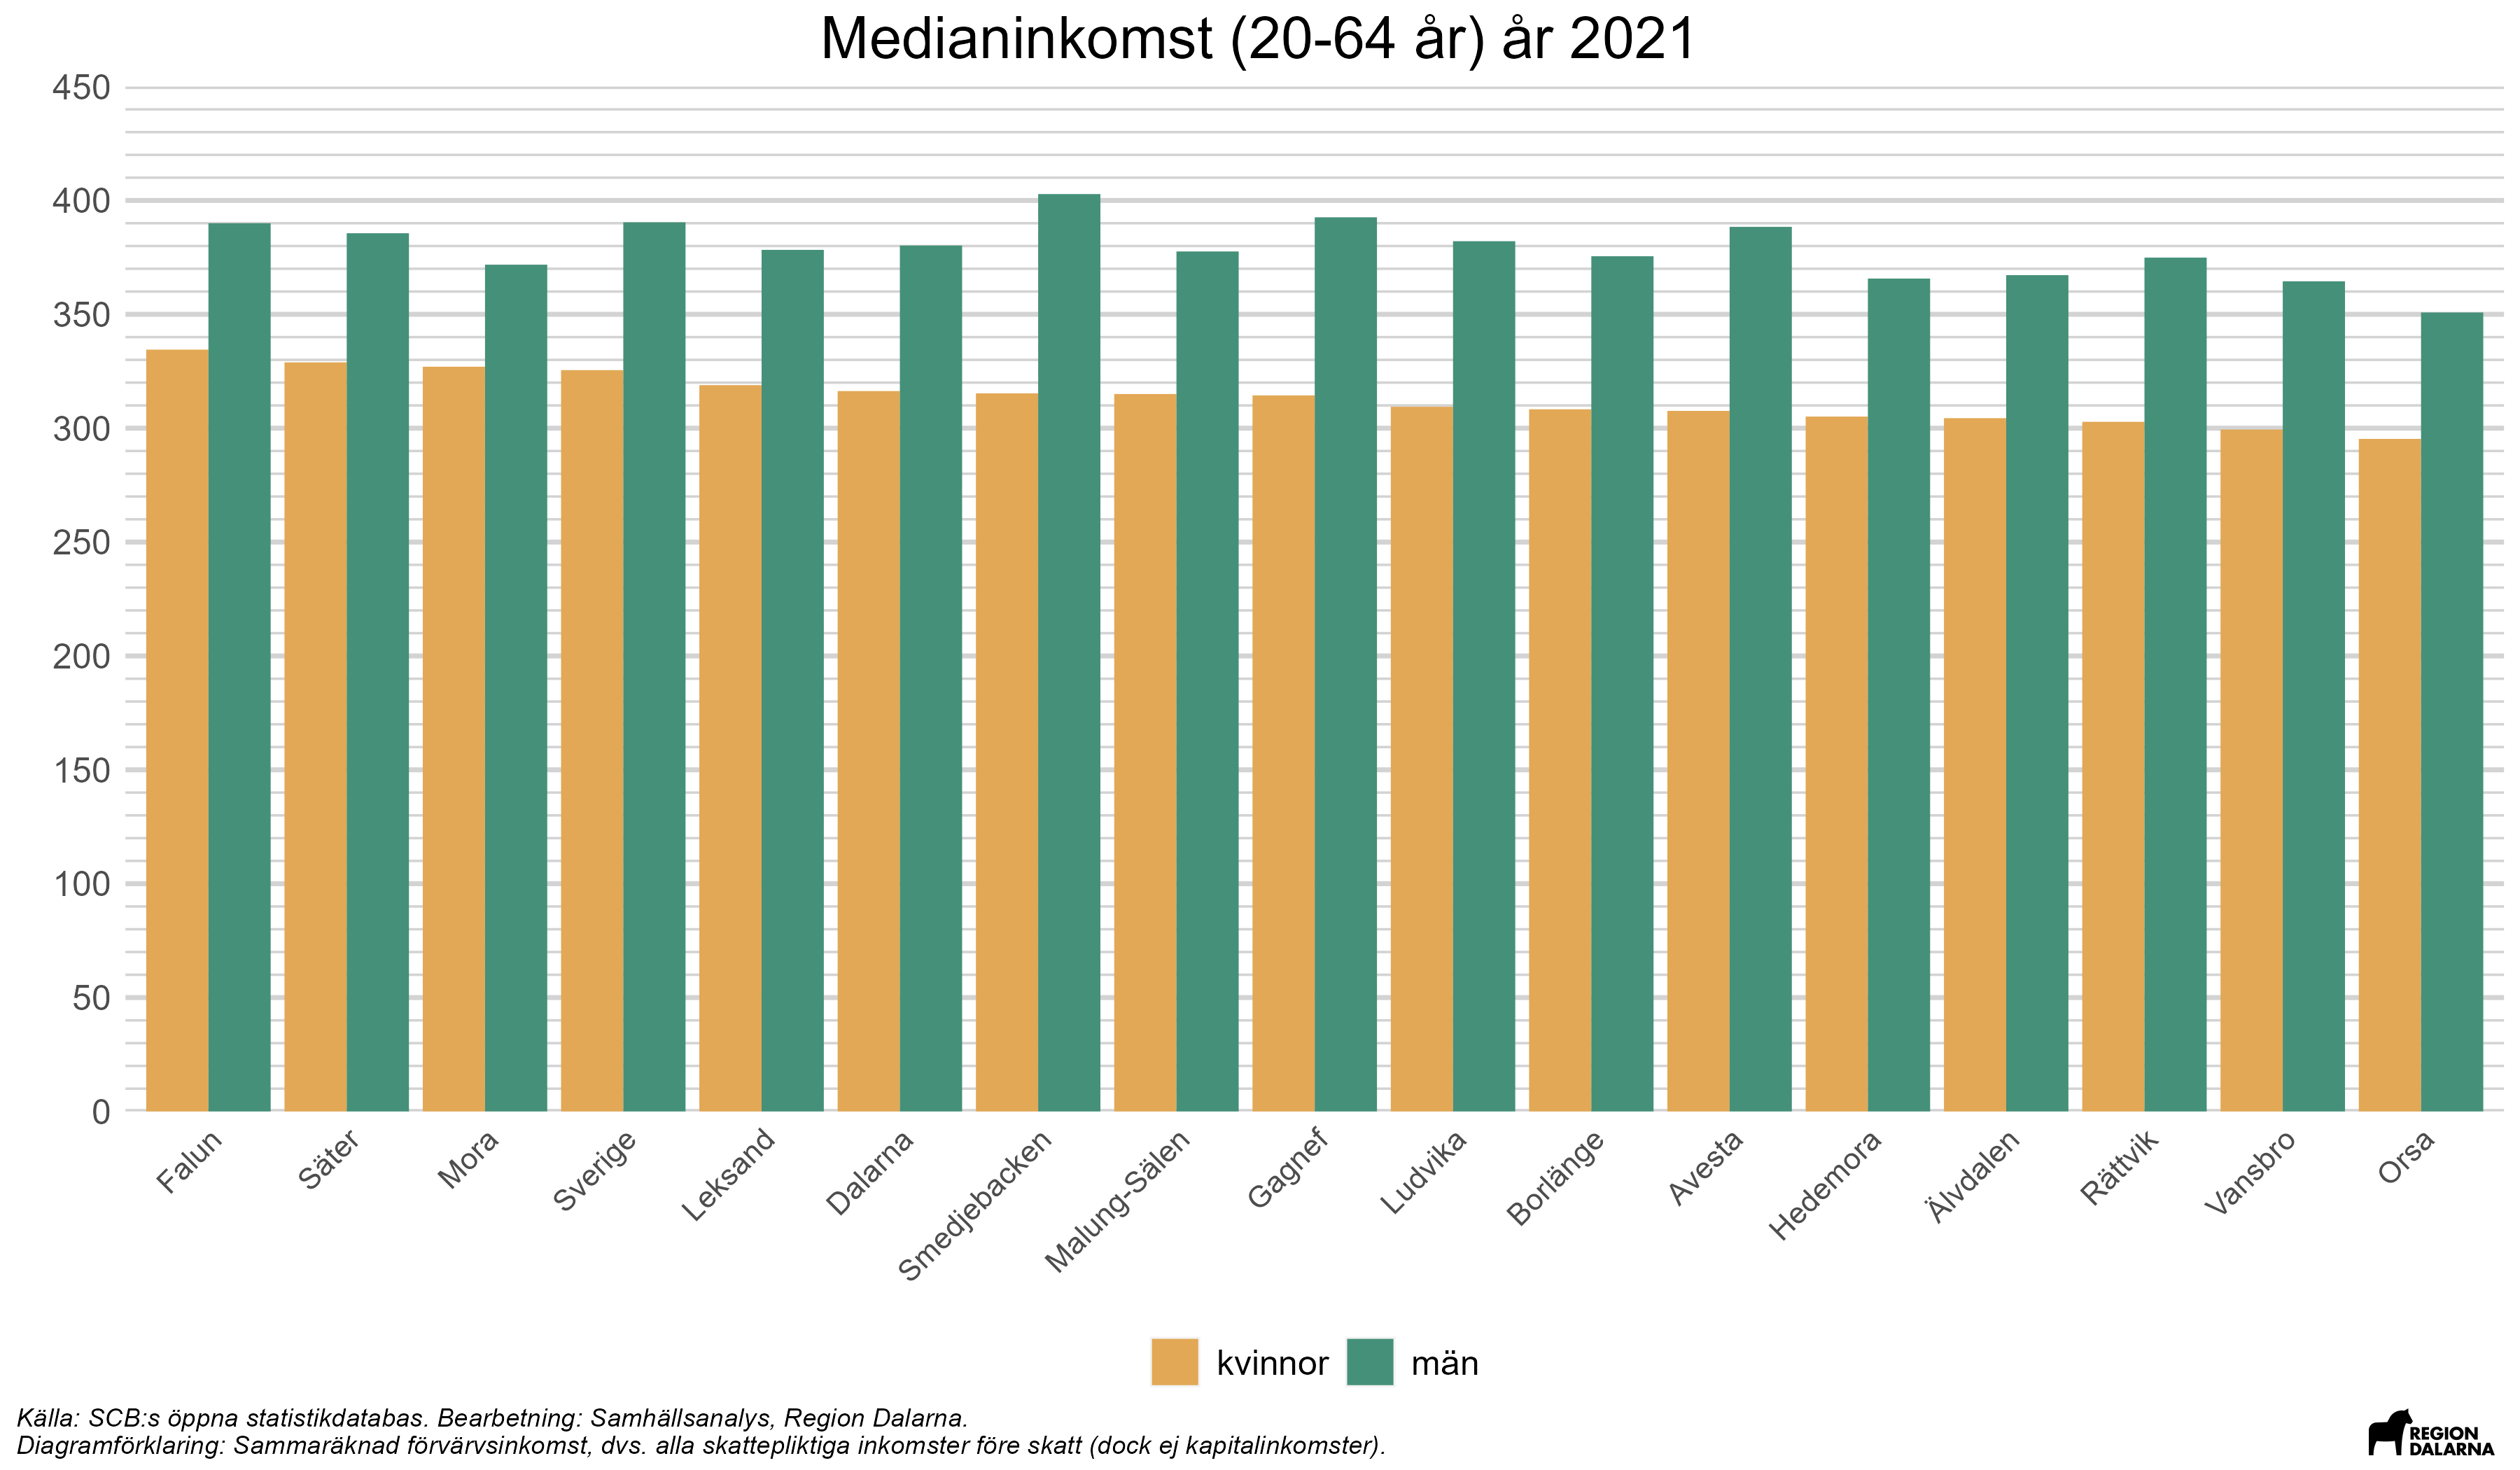 Medianinkomst (20-64 år) år 2021
450
400
350
300
250
200
150
100
50
0
Falun
Säter
Mora
Sverige
Leksand
Dalarna
Smedjebacken
Malung-Sälen
Gagnef
Ludvika
Borlänge
Avesta
Hedemora
Älvdalen
Rättvik
Vansbro
Orsa
kvinnor
män
Källa: SCB:s öppna statistikdatabas. Bearbetning: Samhällsanalys, Region Dalarna.
Diagramförklaring: Sammaräknad förvärvsinkomst, dvs. alla skattepliktiga inkomster före skatt (dock ej kapitalinkomster).
REGION
DALARNA